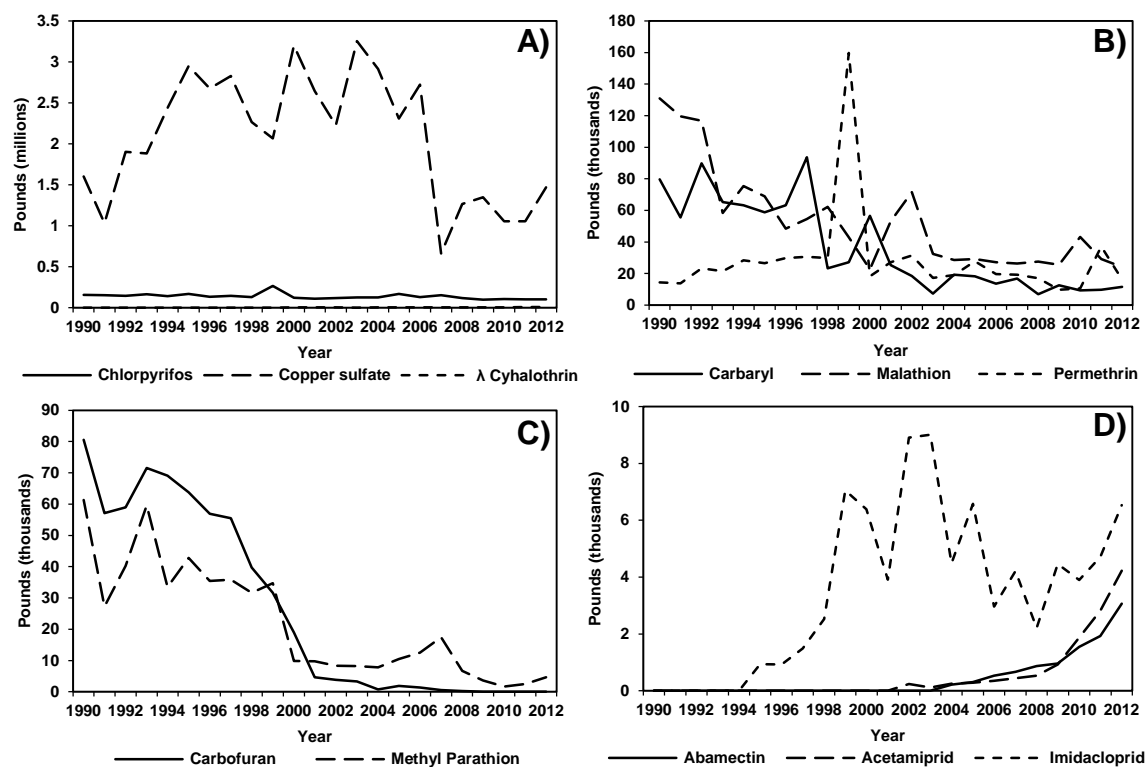 A)
Pounds (millions)
3.5
3
2.5
2
1.5
1
0.5
0
1990 1992 1994 1996 1998 2000 2002 2004 2006 2008 2010 2012
Year
Chlorpyrifos Copper sulfate λ Cyhalothrin
B)
Pounds (thousands)
180
160
140
120
100
80
60
40
20
0
1990 1992 1994 1996 1998 2000 2002 2004 2006 2008 2010 2012
Year
Carbaryl Malathion Permethrin
C)
Pounds (thousands)
90
80
70
60
50
40
30
20
10
0
1990 1992 1994 1996 1998 2000 2002 2004 2006 2008 2010 2012
Year
Carbofuran Methyl Parathion
D)
Pounds (thousands)
10
8
6
4
2
0
1990 1992 1994 1996 1998 2000 2002 2004 2006 2008 2010 2012
Year
Abamectin Acetamiprid Imidacloprid